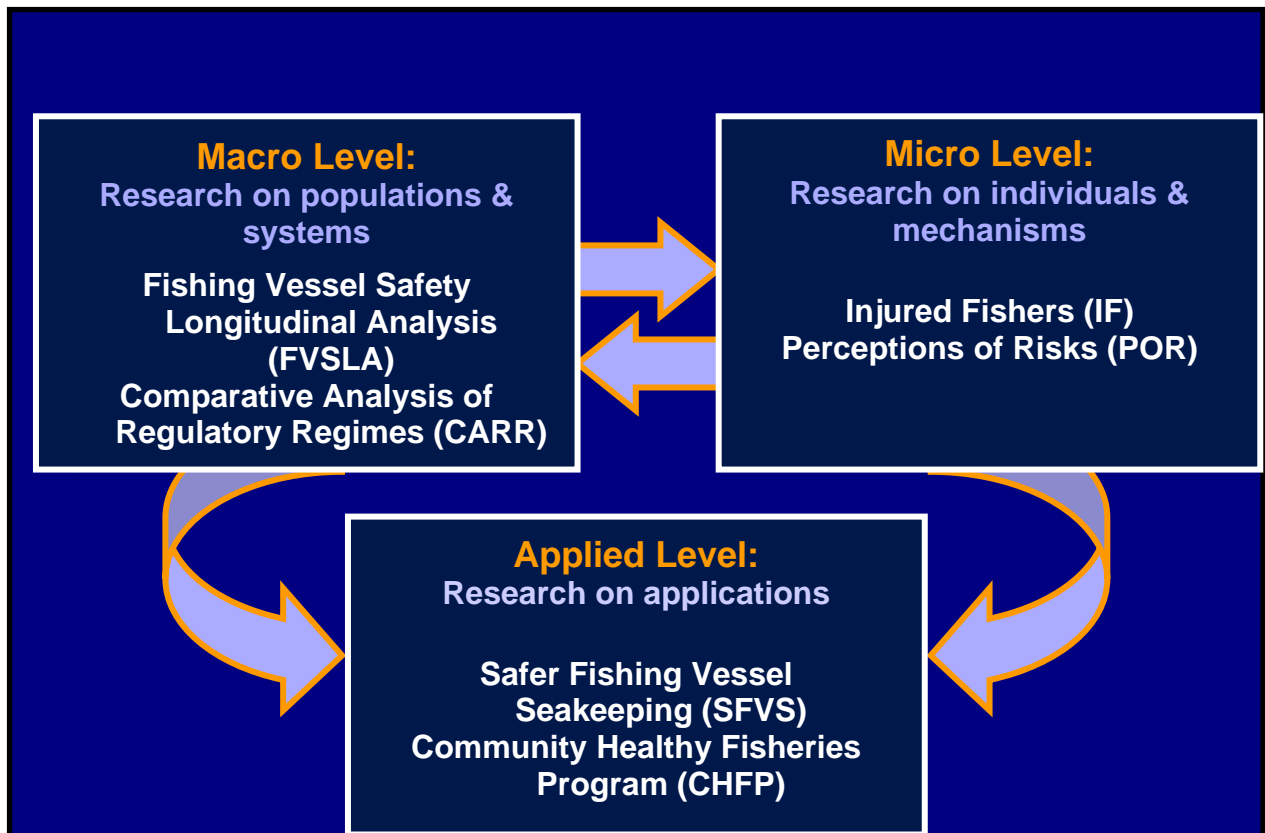 Macro Level:
Research on populations &
systems
Fishing Vessel Safety
Longitudinal Analysis
(FVSLA)
Comparative Analysis of
Regulatory Regimes (CARR)
Micro Level:
Research on individuals &
mechanisms
Injured Fishers (IF)
Perceptions of Risks (POR)
Applied Level:
Research on applications
Safer Fishing Vessel
Seakeeping (SFVS)
Community Healthy Fisheries
Program (CHFP)